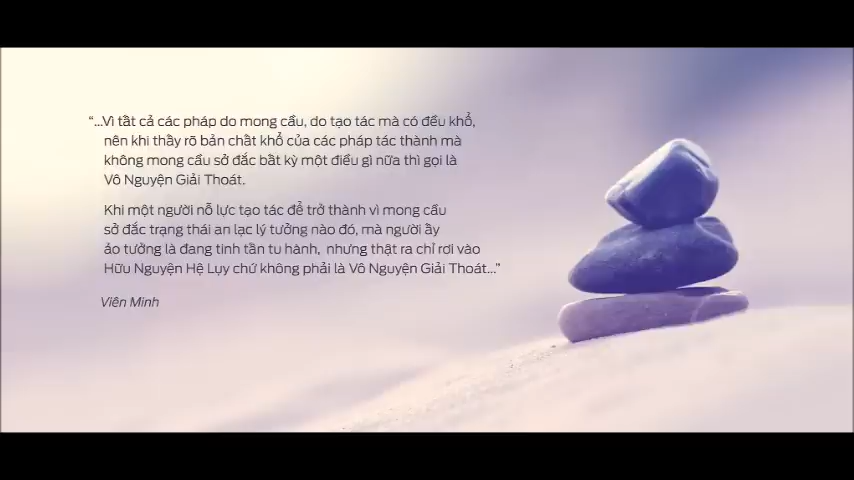 “...Vì tất cả các pháp do mong cầu, do tạo tác mà có đều khổ,
nên khi thấy rõ bản chất khổ của các pháp tác thành mà
không mong cầu sở đắc bất kỳ một điều gì nữa thì gọi là
Vô Nguyện Giải Thoát.
Khi một người nỗ lực tạo tác để trở thành vì mong cầu
sở đắc trạng thái an lạc lý tưởng nào đó, mà người ấy
ảo tưởng là đang tinh tấn tu hành, nhưng thật ra chỉ rơi vào
Hữu Nguyện Hệ Lụy chứ không phải là Vô Nguyện Giải Thoát...”
Viên Minh